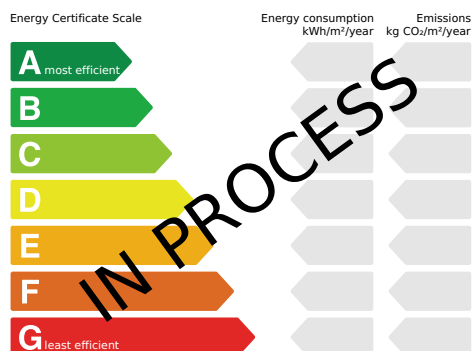 Energy Certificate Scale
Energy consumption
kWh/m²/year
Emissions
kg CO₂/m²/year
A most efficient
B
C
D
E
F
G least efficient
IN PROCESS